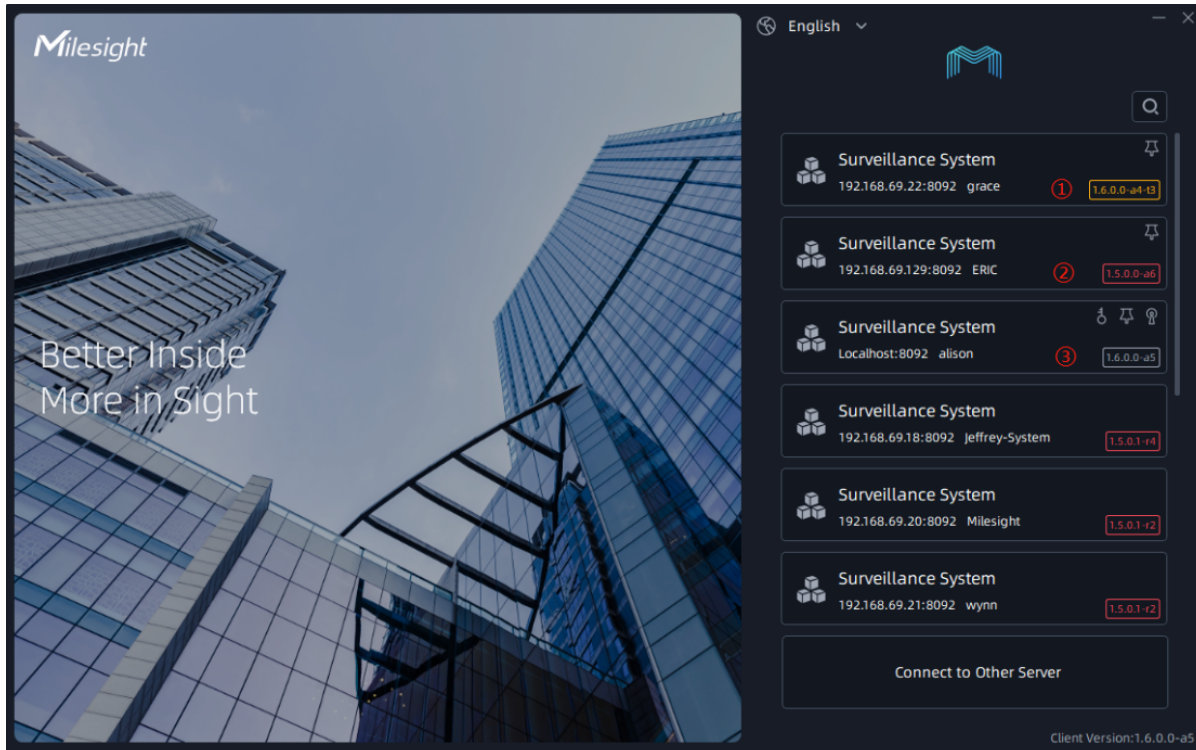 Milesight
Better Inside
More in Sight
English
Surveillance System
192.168.69.22:8092 grace ① 1.6.0.0-a4-t3
Surveillance System
192.168.69.129:8092 ERIC ② 1.5.0.0-a6
Surveillance System
Localhost:8092 alison ③ 1.6.0.0-a5
Surveillance System
192.168.69.18:8092 Jeffrey-System 1.5.0.1-r4
Surveillance System
192.168.69.20:8092 Milesight 1.5.0.1-r2
Surveillance System
192.168.69.21:8092 wynn 1.5.0.1-r2
Connect to Other Server
Client Version:1.6.0.0-a5